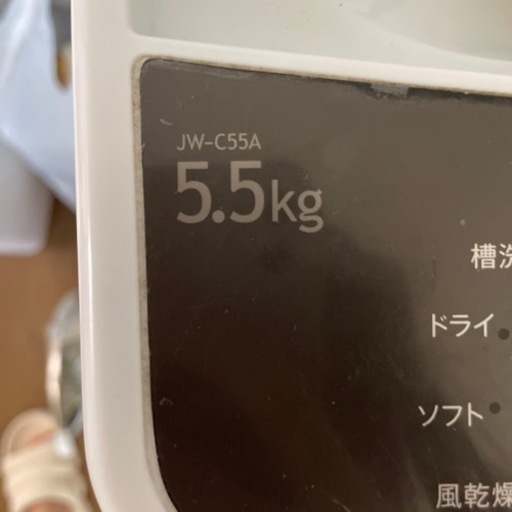 JW-C55A
5.5kg
槽洗
ドライ
ソフト
風乾燥